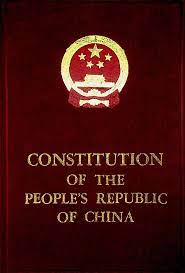 CONSTITUTION
OF THE
PEOPLE'S REPUBLIC
OF CHINA